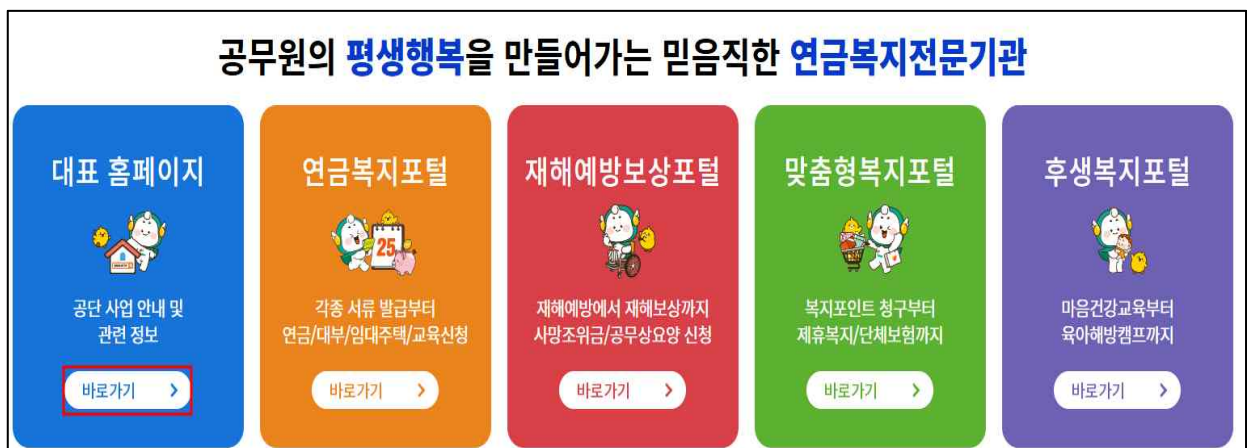 공무원의 평생행복을 만들어가는 믿음직한 연금복지전문기관
대표 홈페이지
공단 사업 안내 및
관련 정보
바로가기 >
연금복지포털
25
각종 서류 발급부터
연금/대부/임대주택/교육신청
바로가기 >
재해예방보상포털
재해예방에서 재해보상까지
사망조위금/공무상요양 신청
바로가기 >
맞춤형복지포털
복지포인트 청구부터
제휴복지/단체보험까지
바로가기 >
후생복지포털
마음건강교육부터
육아해방캠프까지
바로가기 >